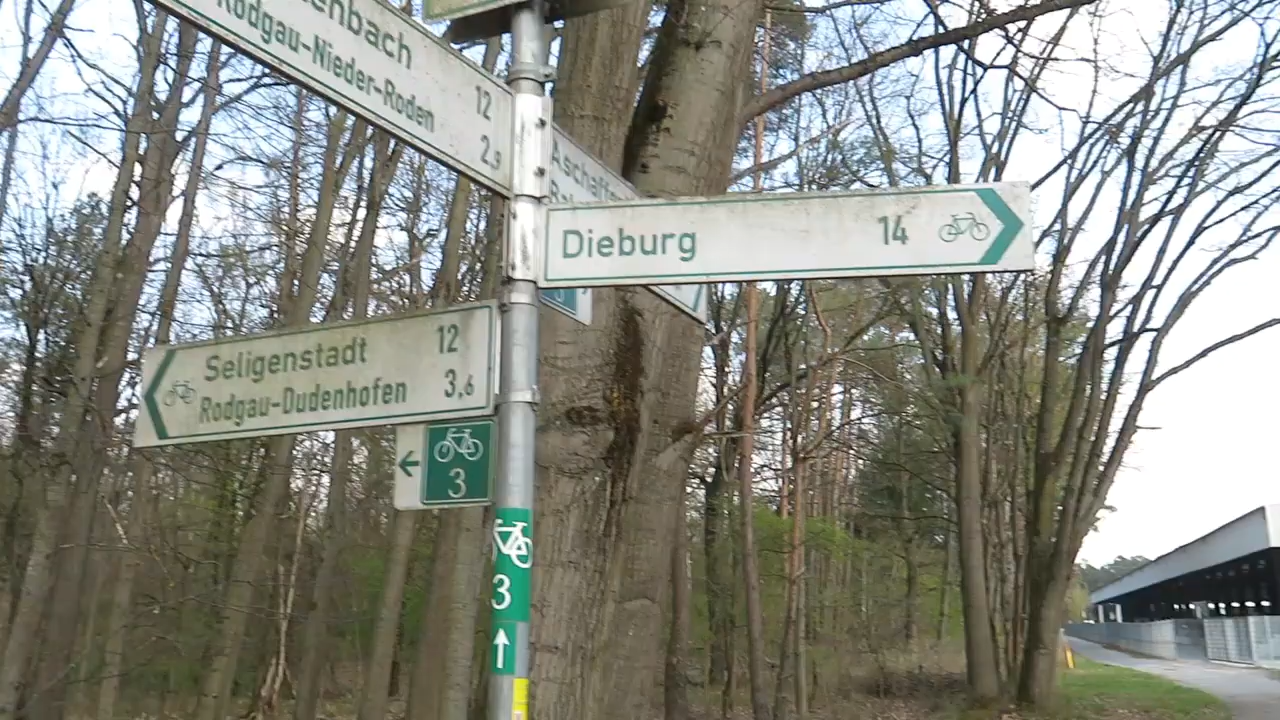 Rodgau-Nieder-Roden
12
2,9
Dieburg 14
Seligenstadt 12
Rodgau-Dudenhofen 3,6
3
3